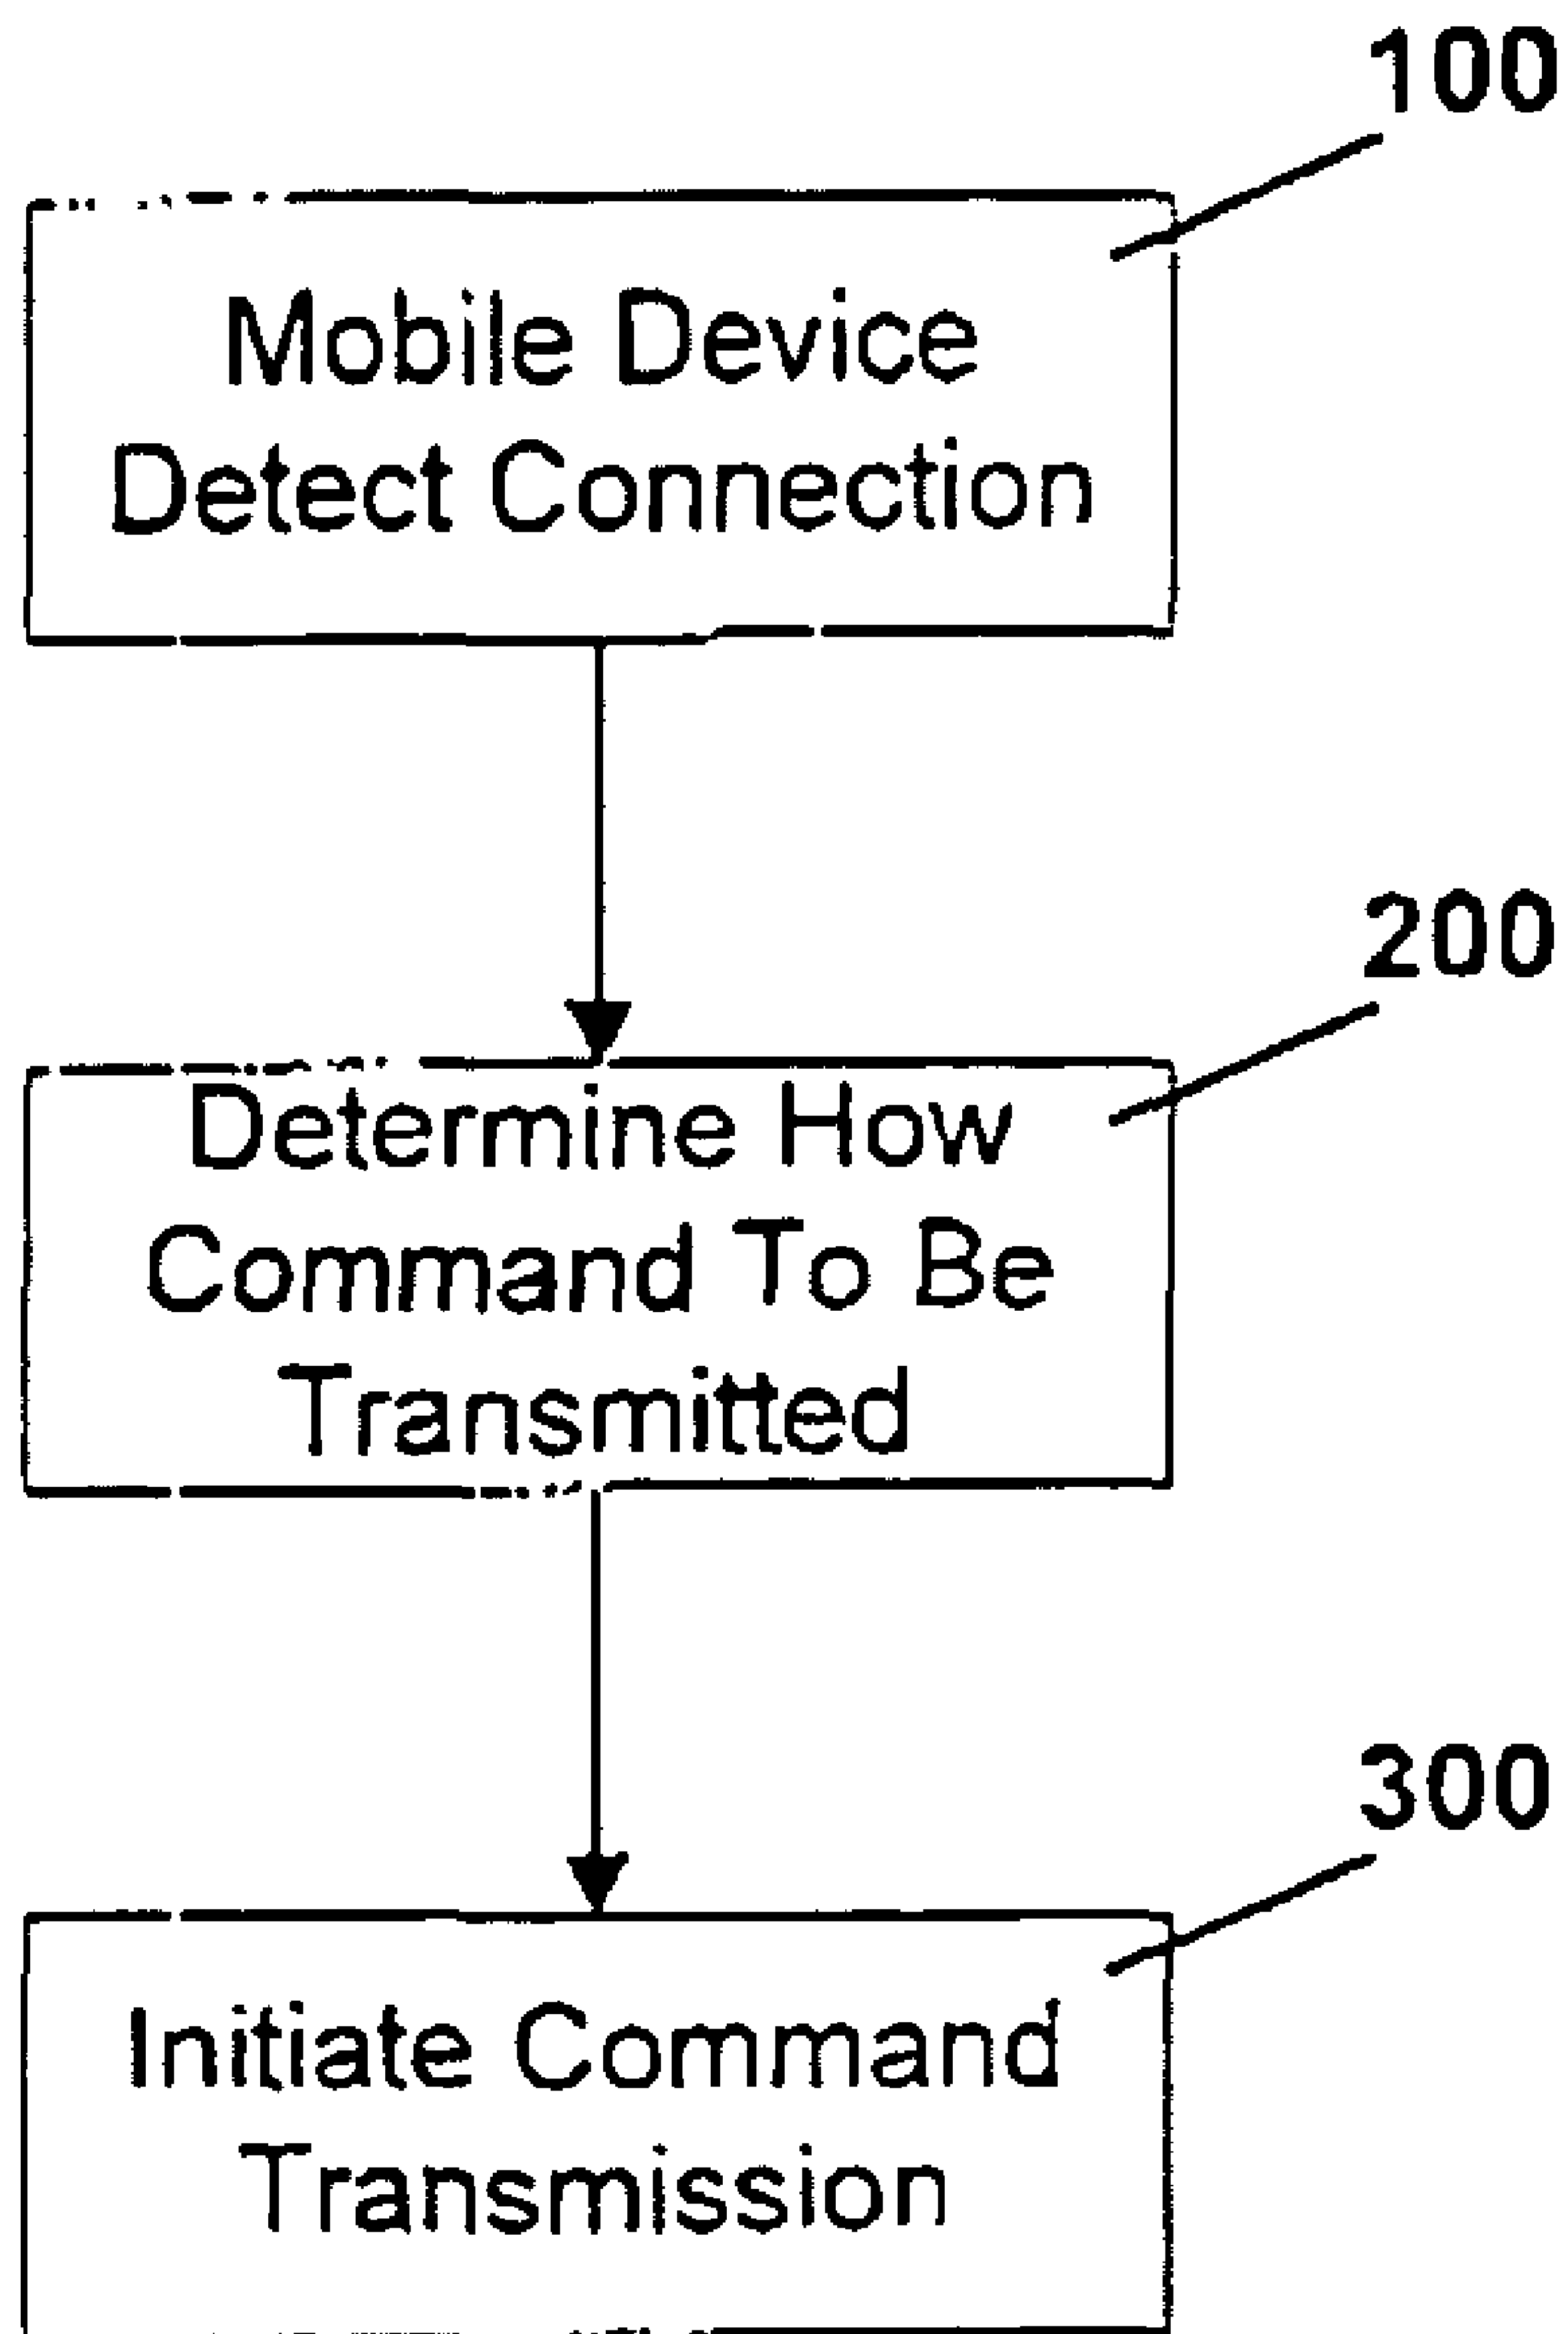 100
Mobile Device
Detect Connection
200
Determine How
Command To Be
Transmitted
300
Initiate Command
Transmission